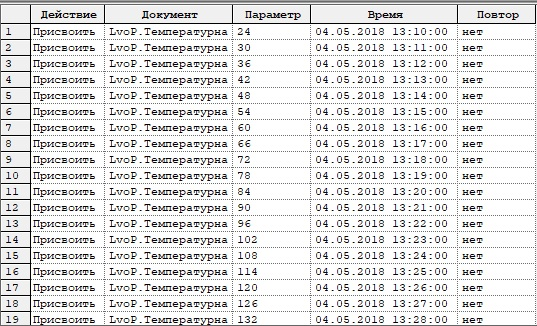 Действие Документ Параметр Время Повтор
1 Присвоить LvoP.Температурна 24 04.05.2018 13:10:00 нет
2 Присвоить LvoP.Температурна 30 04.05.2018 13:11:00 нет
3 Присвоить LvoP.Температурна 36 04.05.2018 13:12:00 нет
4 Присвоить LvoP.Температурна 42 04.05.2018 13:13:00 нет
5 Присвоить LvoP.Температурна 48 04.05.2018 13:14:00 нет
6 Присвоить LvoP.Температурна 54 04.05.2018 13:15:00 нет
7 Присвоить LvoP.Температурна 60 04.05.2018 13:16:00 нет
8 Присвоить LvoP.Температурна 66 04.05.2018 13:17:00 нет
9 Присвоить LvoP.Температурна 72 04.05.2018 13:18:00 нет
10 Присвоить LvoP.Температурна 78 04.05.2018 13:19:00 нет
11 Присвоить LvoP.Температурна 84 04.05.2018 13:20:00 нет
12 Присвоить LvoP.Температурна 90 04.05.2018 13:21:00 нет
13 Присвоить LvoP.Температурна 96 04.05.2018 13:22:00 нет
14 Присвоить LvoP.Температурна 102 04.05.2018 13:23:00 нет
15 Присвоить LvoP.Температурна 108 04.05.2018 13:24:00 нет
16 Присвоить LvoP.Температурна 114 04.05.2018 13:25:00 нет
17 Присвоить LvoP.Температурна 120 04.05.2018 13:26:00 нет
18 Присвоить LvoP.Температурна 126 04.05.2018 13:27:00 нет
19 Присвоить LvoP.Температурна 132 04.05.2018 13:28:00 нет